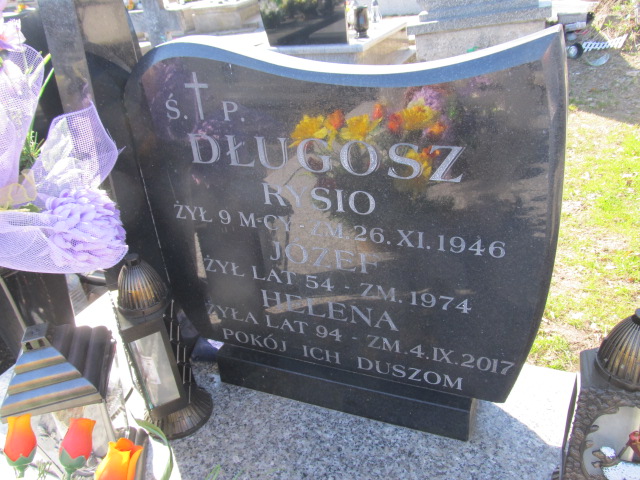 Ś. P.
DŁUGOSZ
RYSIO
ŻYŁ 9 M-CY - ZM. 26. XI. 1946
JÓZEF
ŻYŁ LAT 54 - ZM. 1974
HELENA
ŻYŁA LAT 94 - ZM. 4.IX.2017
POKÓJ ICH DUSZOM